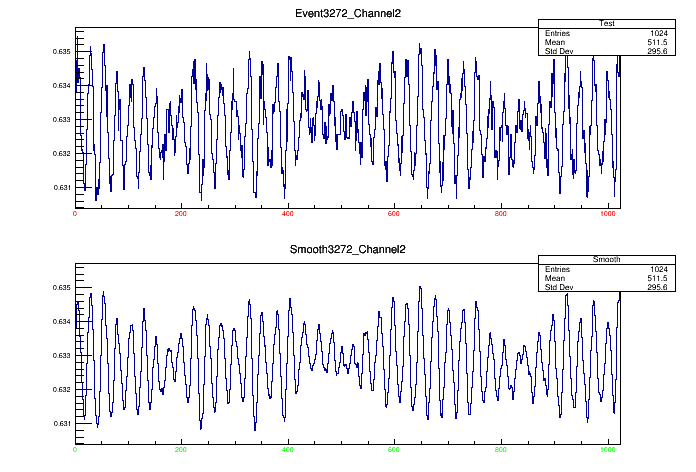 Event3272_Channel2
Test
Entries 1024
Mean 511.5
Std Dev 295.6
0.635
0.634
0.633
0.632
0.631
0 200 400 600 800 1000
Smooth3272_Channel2
Smooth
Entries 1024
Mean 511.5
Std Dev 295.6
0.635
0.634
0.633
0.632
0.631
0 200 400 600 800 1000